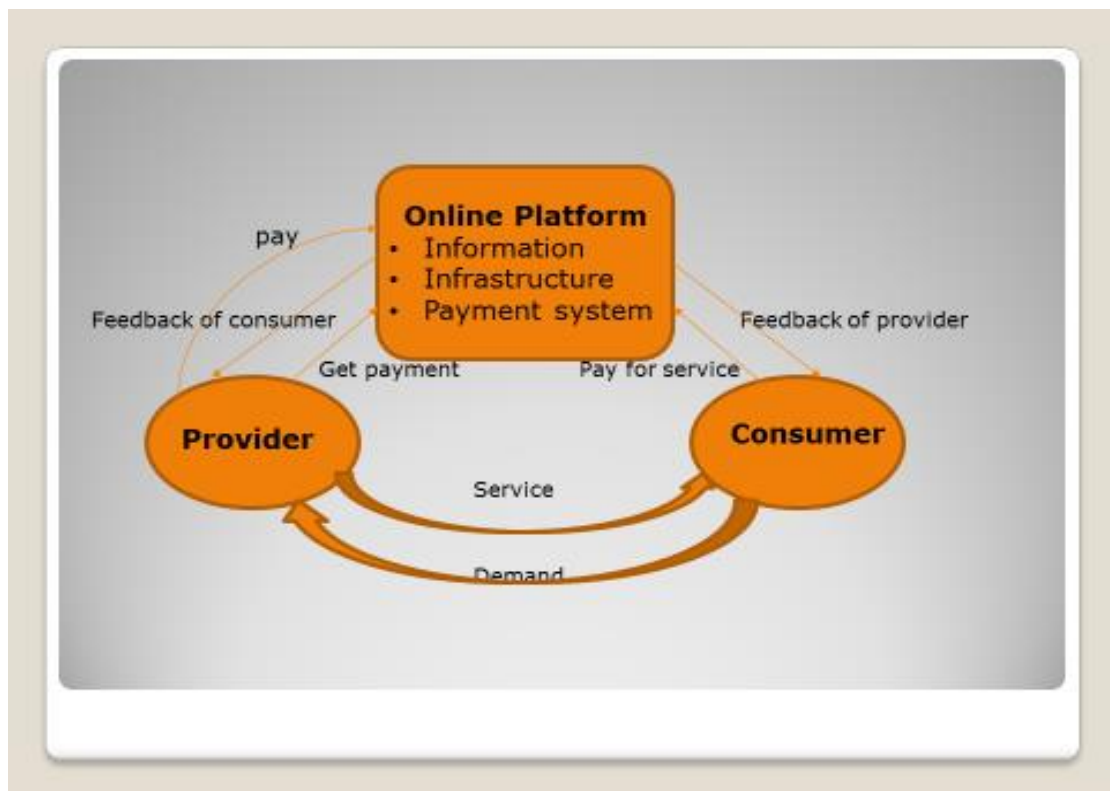 Online Platform
• Information
• Infrastructure
• Payment system
pay
Feedback of consumer
Feedback of provider
Get payment
Pay for service
Provider
Consumer
Service
Demand